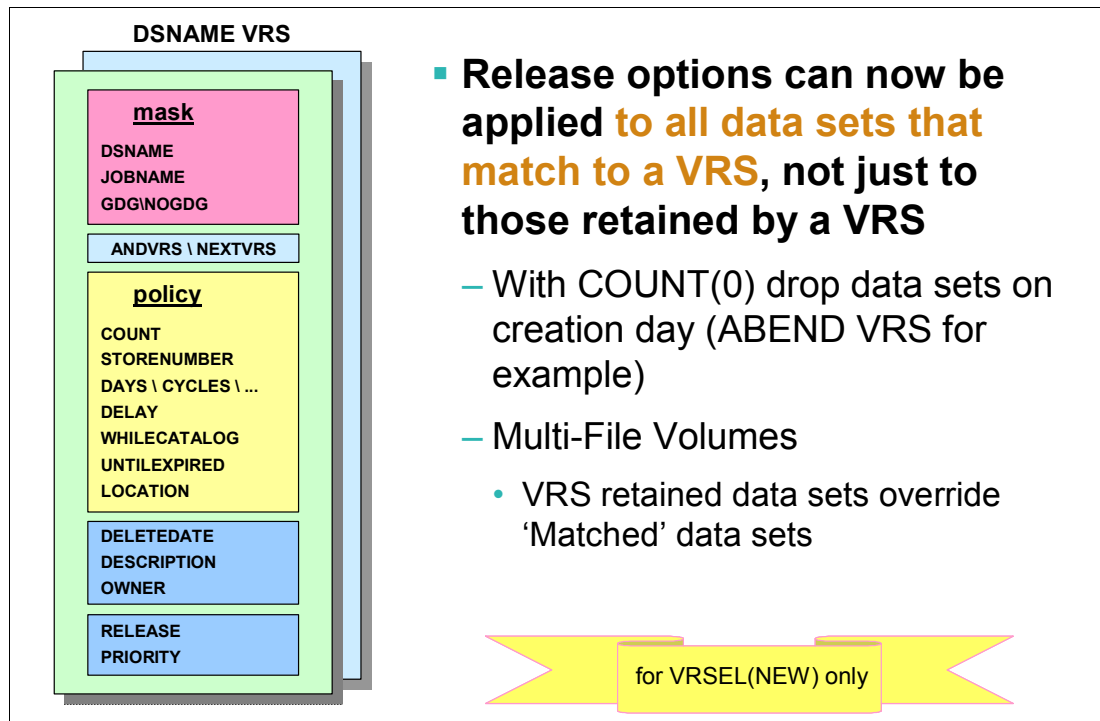 DSNAME VRS
mask
DSNAME
JOBNAME
GDG\NOGDG
ANDVRS \ NEXTVRS
policy
COUNT
STORENUMBER
DAYS \ CYCLES \ ...
DELAY
WHILECATALOG
UNTILEXPIRED
LOCATION
DELETEDATE
DESCRIPTION
OWNER
RELEASE
PRIORITY
▪ Release options can now be
applied to all data sets that
match to a VRS, not just to
those retained by a VRS
– With COUNT(0) drop data sets on
creation day (ABEND VRS for
example)
– Multi-File Volumes
• VRS retained data sets override
‘Matched’ data sets
for VRSEL(NEW) only